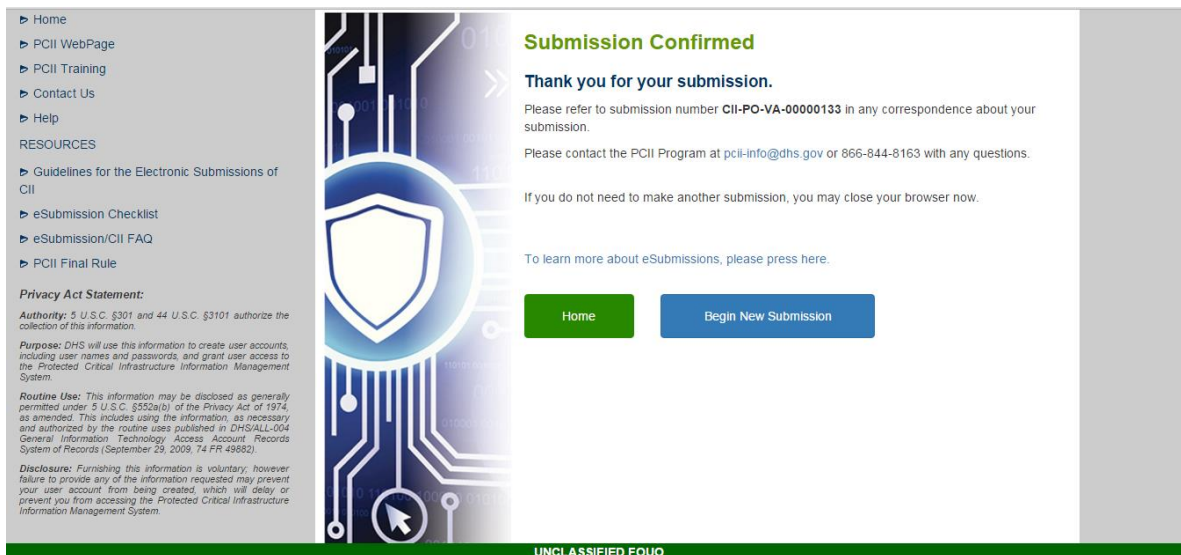 Home
PCII WebPage
PCII Training
Contact Us
Help
RESOURCES
Guidelines for the Electronic Submissions of
CII
eSubmission Checklist
eSubmission/CII FAQ
PCII Final Rule
Privacy Act Statement:
Authority: 5 U.S.C. §301 and 44 U.S.C. §3101 authorize the
collection of this information.
Purpose: DHS will use this information to create user accounts,
including user names and passwords, and grant user access to
the Protected Critical Infrastructure Information Management
System.
Routine Use: This information may be disclosed as generally
permitted under 5 U.S.C. §552a(b) of the Privacy Act of 1974,
as amended. This includes using the information, as necessary
and authorized by the routine uses published in DHS/ALL-004
General Information Technology Access Account Records
System of Records (September 29, 2009, 74 FR 49882).
Disclosure: Furnishing this information is voluntary; however
failure to provide any of the information requested may prevent
your user account from being created, which will delay or
prevent you from accessing the Protected Critical Infrastructure
Information Management System.
Submission Confirmed
Thank you for your submission.
Please refer to submission number CII-PO-VA-00000133 in any correspondence about your
submission.
Please contact the PCII Program at pcii-info@dhs.gov or 866-844-8163 with any questions.
If you do not need to make another submission, you may close your browser now.
To learn more about eSubmissions, please press here.
Home
Begin New Submission
UNCLASSIFIED FOUO